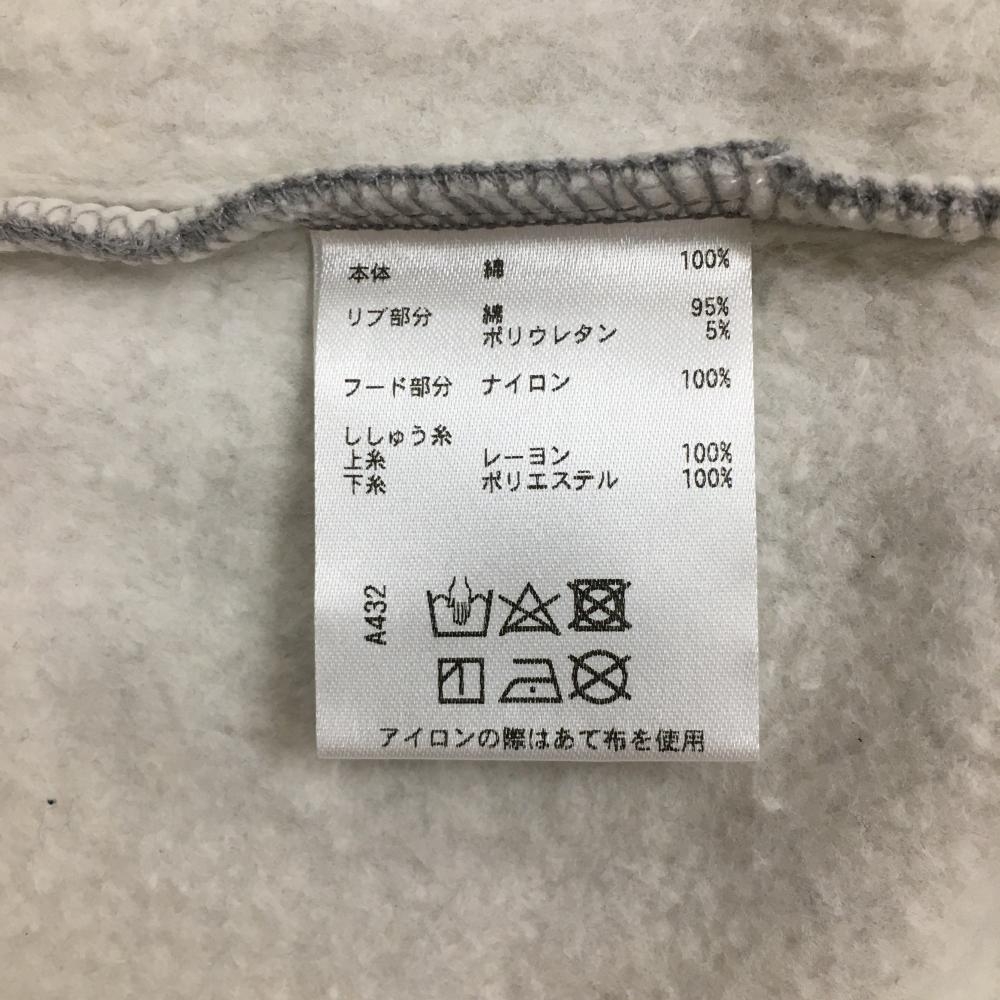 本体 綿 100%
リブ部分 綿 95%
ポリウレタン 5%
フード部分 ナイロン 100%
ししゅう糸
上糸 レーヨン 100%
下糸 ポリエステル 100%
A432
アイロンの際はあて布を使用